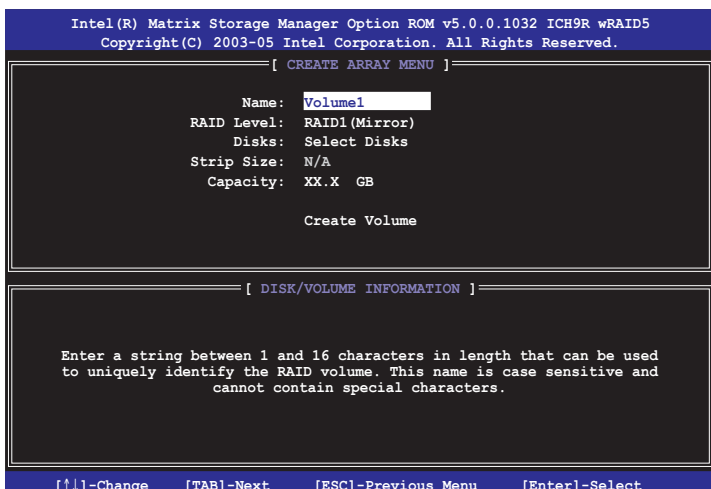 Intel(R) Matrix Storage Manager Option ROM v5.0.0.1032 ICH9R wRAID5
Copyright(C) 2003-05 Intel Corporation. All Rights Reserved.
[ CREATE ARRAY MENU ]
Name: Volume1
RAID Level: RAID1(Mirror)
Disks: Select Disks
Strip Size: N/A
Capacity: XX.X GB
Create Volume
[ DISK/VOLUME INFORMATION ]
Enter a string between 1 and 16 characters in length that can be used
to uniquely identify the RAID volume. This name is case sensitive and
cannot contain special characters.
[↑↓]-Change [TAB]-Next [ESC]-Previous Menu [Enter]-Select